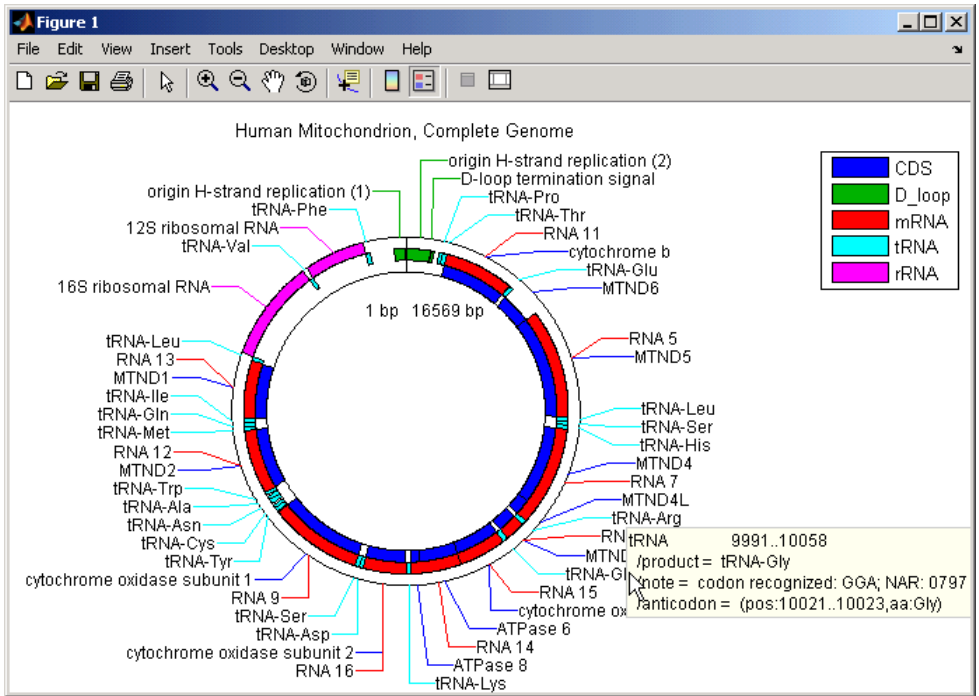 Figure 1
File Edit View Insert Tools Desktop Window Help
Human Mitochondrion, Complete Genome
origin H-strand replication (2)
D-loop termination signal
origin H-strand replication (1)
tRNA-Pro
tRNA-Phe
tRNA-Thr
12S ribosomal RNA
RNA 11
tRNA-Val
cytochrome b
tRNA-Glu
16S ribosomal RNA
MTND6
1 bp 16569 bp
CDS
D_loop
mRNA
tRNA
rRNA
tRNA-Leu
RNA 13
MTND1
tRNA-Ile
tRNA-Gln
tRNA-Met
RNA 12
MTND2
tRNA-Trp
tRNA-Ala
tRNA-Asn
tRNA-Cys
tRNA-Tyr
cytochrome oxidase subunit 1
RNA 9
tRNA-Ser
tRNA-Asp
cytochrome oxidase subunit 2
RNA 16
RNA 5
MTND5
tRNA-Leu
tRNA-Ser
tRNA-His
MTND4
RNA 7
MTND4L
tRNA-Arg
RN
MTND
tRNA-Gl
RNA 15
cytochrome ox
ATPase 6
RNA 14
ATPase 8
tRNA-Lys
tRNA 9991..10058
/product = tRNA-Gly
/note = codon recognized: GGA; NAR: 0797
/anticodon = (pos:10021..10023,aa:Gly)